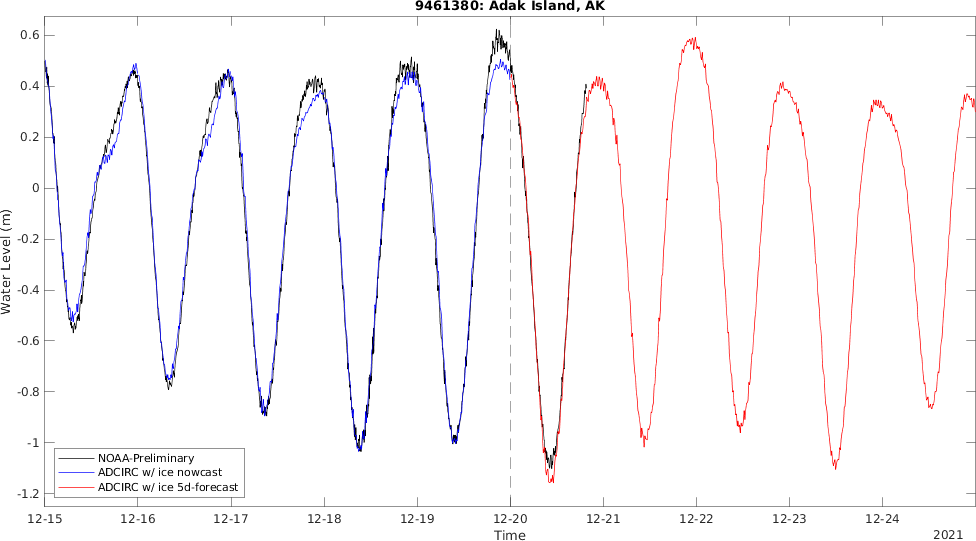 9461380: Adak Island, AK
0.6
0.4
0.2
0
-0.2
-0.4
-0.6
-0.8
-1
-1.2
Water Level (m)
NOAA-Preliminary
ADCIRC w/ ice nowcast
ADCIRC w/ ice 5d-forecast
12-15 12-16 12-17 12-18 12-19 12-20 12-21 12-22 12-23 12-24
Time
2021